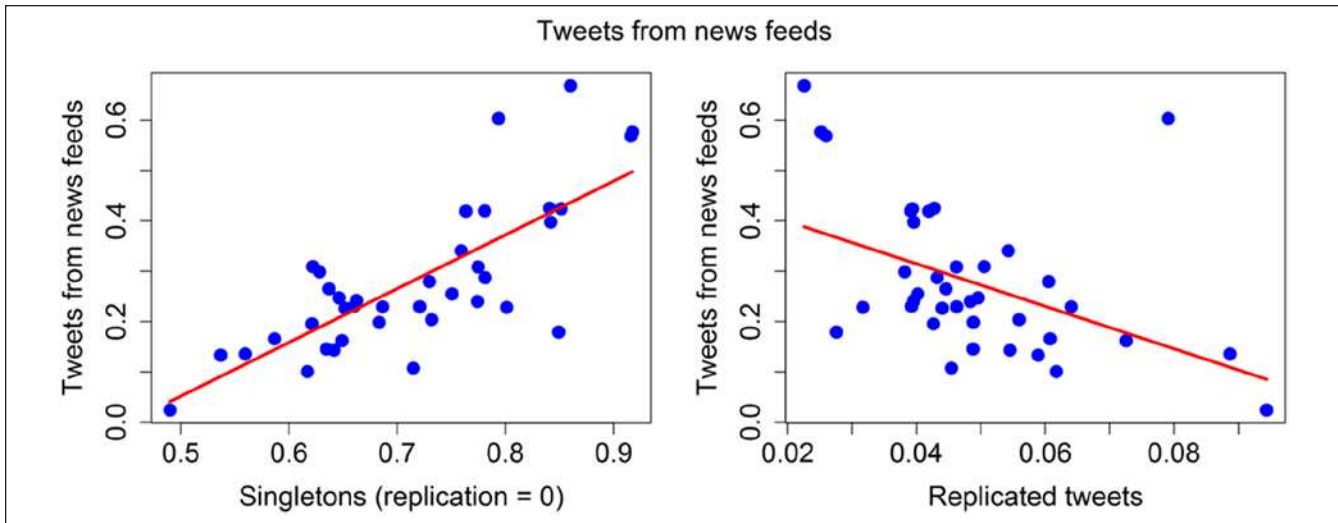 Tweets from news feeds
Tweets from news feeds
0.0 0.2 0.4 0.6
0.5 0.6 0.7 0.8 0.9
Singletons (replication = 0)
Tweets from news feeds
0.0 0.2 0.4 0.6
0.02 0.04 0.06 0.08
Replicated tweets